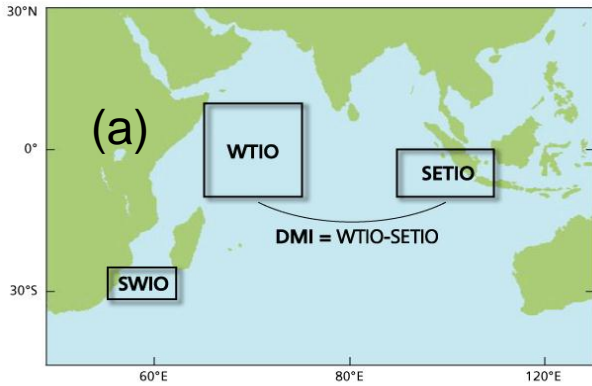 30°N
(a)
WTIO
0°
SETIO
DMI = WTIO-SETIO
SWIO
30°S
60°E
80°E
120°E